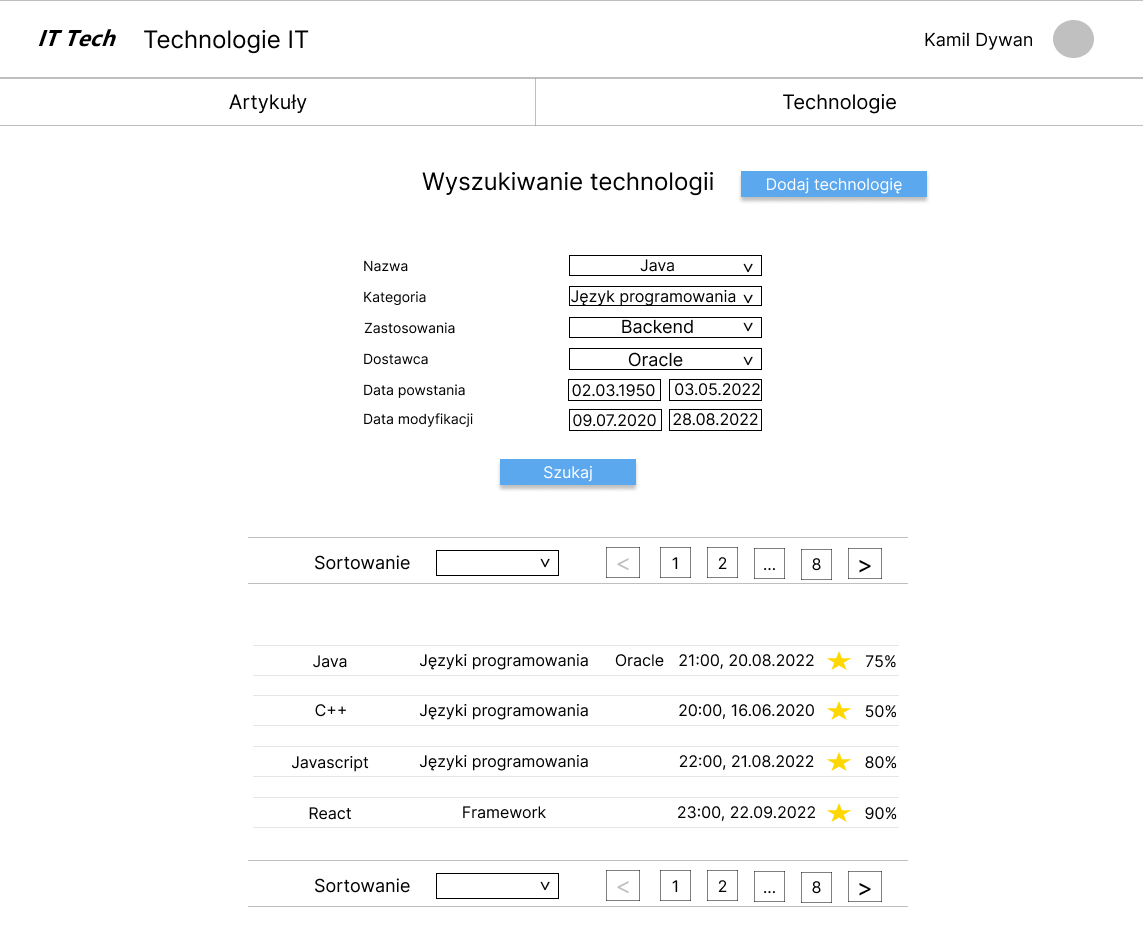 IT Tech Technologie IT Kamil Dywan
Artykuły Technologie
Wyszukiwanie technologii Dodaj technologię
Nazwa Java v
Kategoria Język programowania v
Zastosowania Backend v
Dostawca Oracle v
Data powstania 02.03.1950 03.05.2022
Data modyfikacji 09.07.2020 28.08.2022
Szukaj
Sortowanie v < 1 2 ... 8 >
Java Języki programowania Oracle 21:00, 20.08.2022 75%
C++ Języki programowania 20:00, 16.06.2020 50%
Javascript Języki programowania 22:00, 21.08.2022 80%
React Framework 23:00, 22.09.2022 90%
Sortowanie v < 1 2 ... 8 >